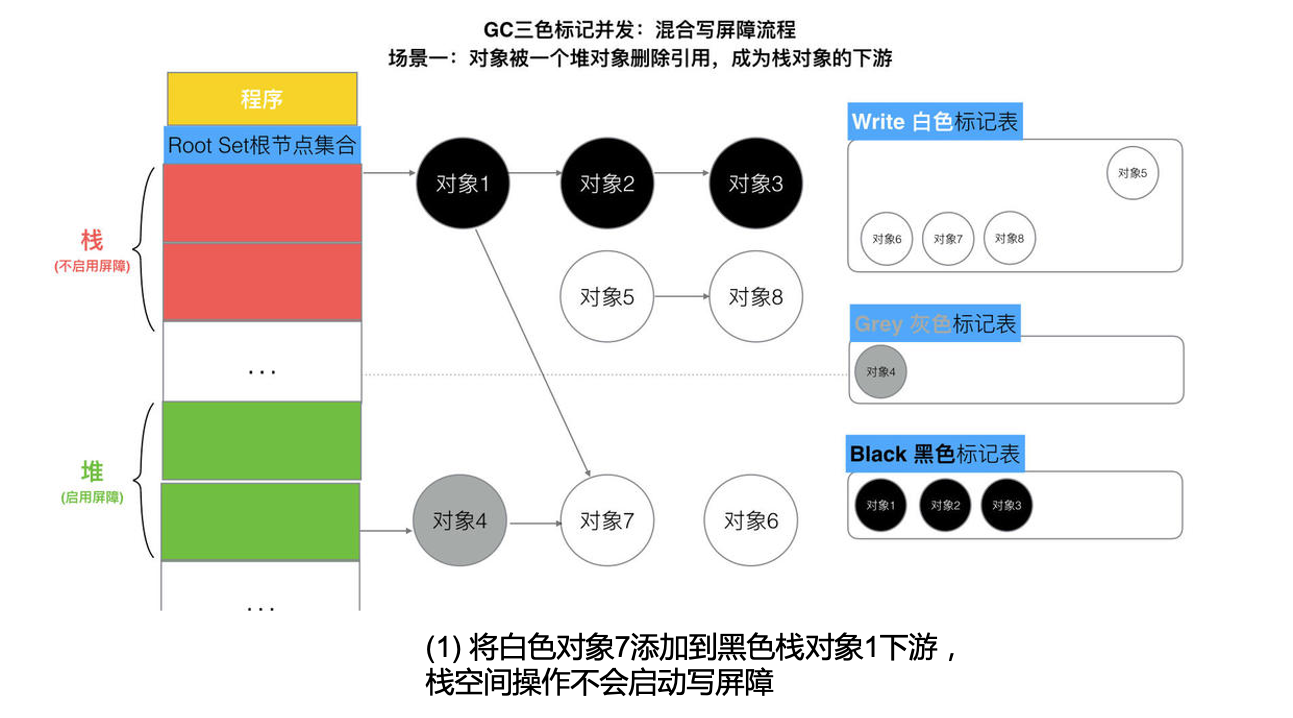 GC三色标记并发：混合写屏障流程
场景一：对象被一个堆对象删除引用，成为栈对象的下游
程序
Root Set根节点集合
栈
(不启用屏障)
...
堆
(启用屏障)
...
对象1
对象2
对象3
对象5
对象8
对象4
对象7
对象6
Write 白色标记表
对象5
对象6
对象7
对象8
Grey 灰色标记表
对象4
Black 黑色标记表
对象1
对象2
对象3
(1) 将白色对象7添加到黑色栈对象1下游，
栈空间操作不会启动写屏障